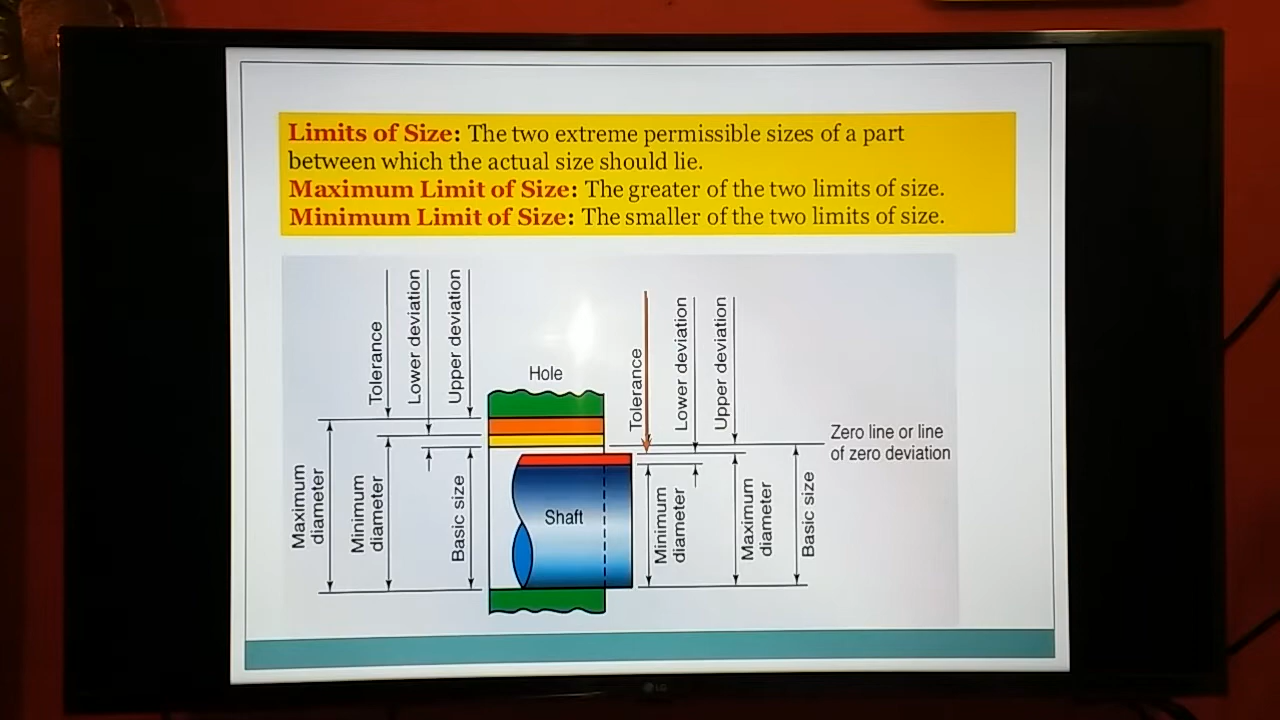 Limits of Size: The two extreme permissible sizes of a part
between which the actual size should lie.
Maximum Limit of Size: The greater of the two limits of size.
Minimum Limit of Size: The smaller of the two limits of size.
Tolerance
Lower deviation
Upper deviation
Hole
Tolerance
Lower deviation
Upper deviation
Zero line or line
of zero deviation
Maximum
diameter
Minimum
diameter
Basic size
Shaft
Minimum
diameter
Maximum
diameter
Basic size
LG